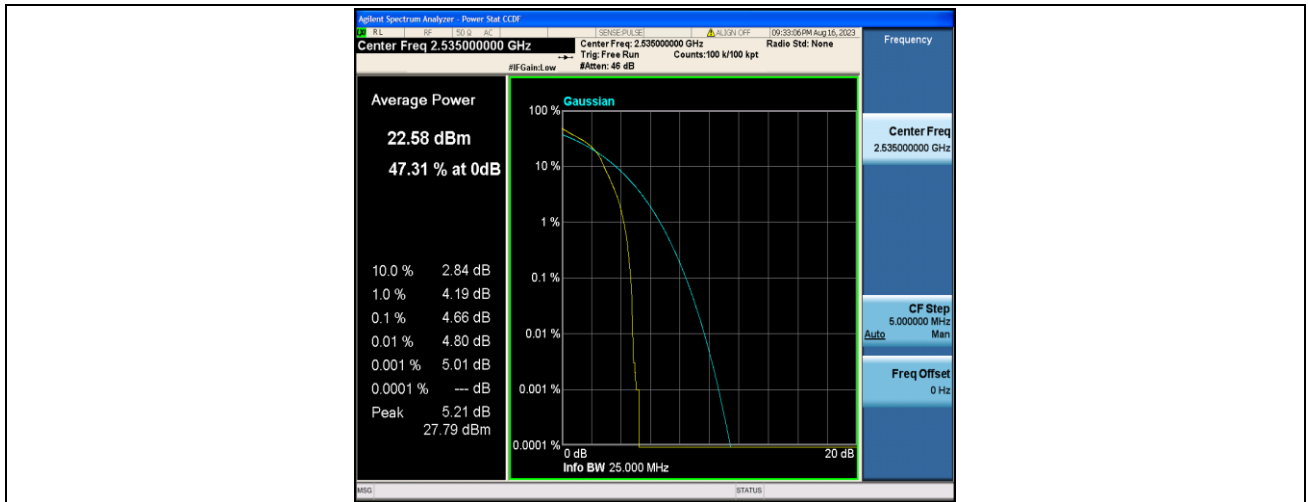 Agilent Spectrum Analyzer - Power Stat CCDF
RL RF 50 Ω AC SENSE:PULSE ALIGN OFF 09:33:06 PM Aug 16, 2023
Center Freq 2.535000000 GHz
Center Freq: 2.535000000 GHz Radio Std: None
Trig: Free Run Counts:100 k/100 kpt
#IFGain:Low #Atten: 46 dB
Average Power
22.58 dBm
47.31 % at 0dB
10.0 % 2.84 dB
1.0 % 4.19 dB
0.1 % 4.66 dB
0.01 % 4.80 dB
0.001 % 5.01 dB
0.0001 % --- dB
Peak 5.21 dB
27.79 dBm
Gaussian
100 %
10 %
1 %
0.1 %
0.01 %
0.001 %
0.0001 %
0 dB 20 dB
Info BW 25.000 MHz
Frequency
Center Freq
2.535000000 GHz
CF Step
5.000000 MHz
Auto Man
Freq Offset
0 Hz
MSG STATUS